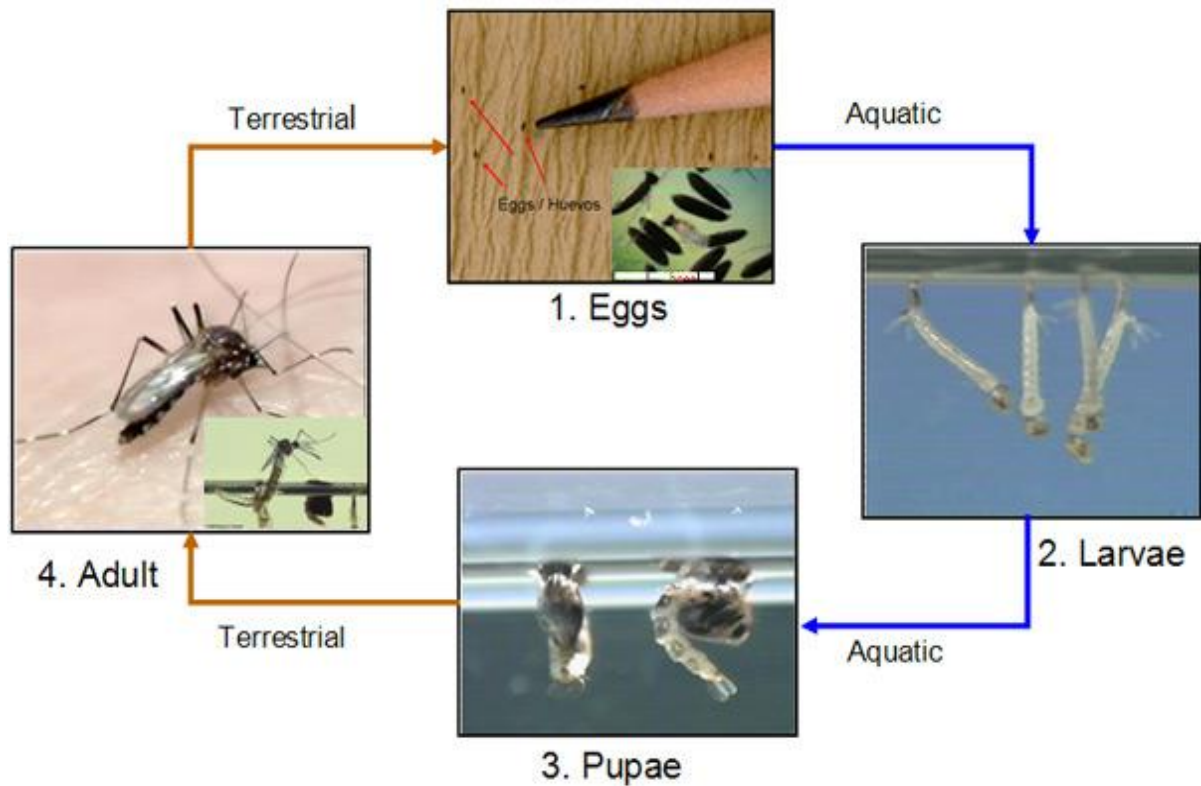 Terrestrial
Aquatic
Eggs / Huevos
1. Eggs
2. Larvae
4. Adult
Terrestrial
Aquatic
3. Pupae